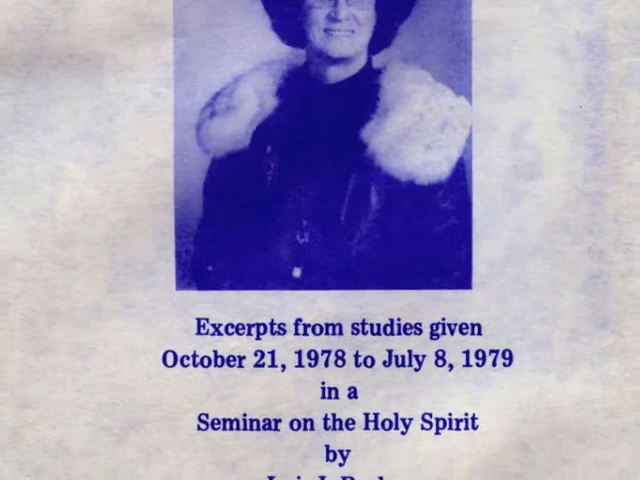 Excerpts from studies given
October 21, 1978 to July 8, 1979
in a
Seminar on the Holy Spirit
by